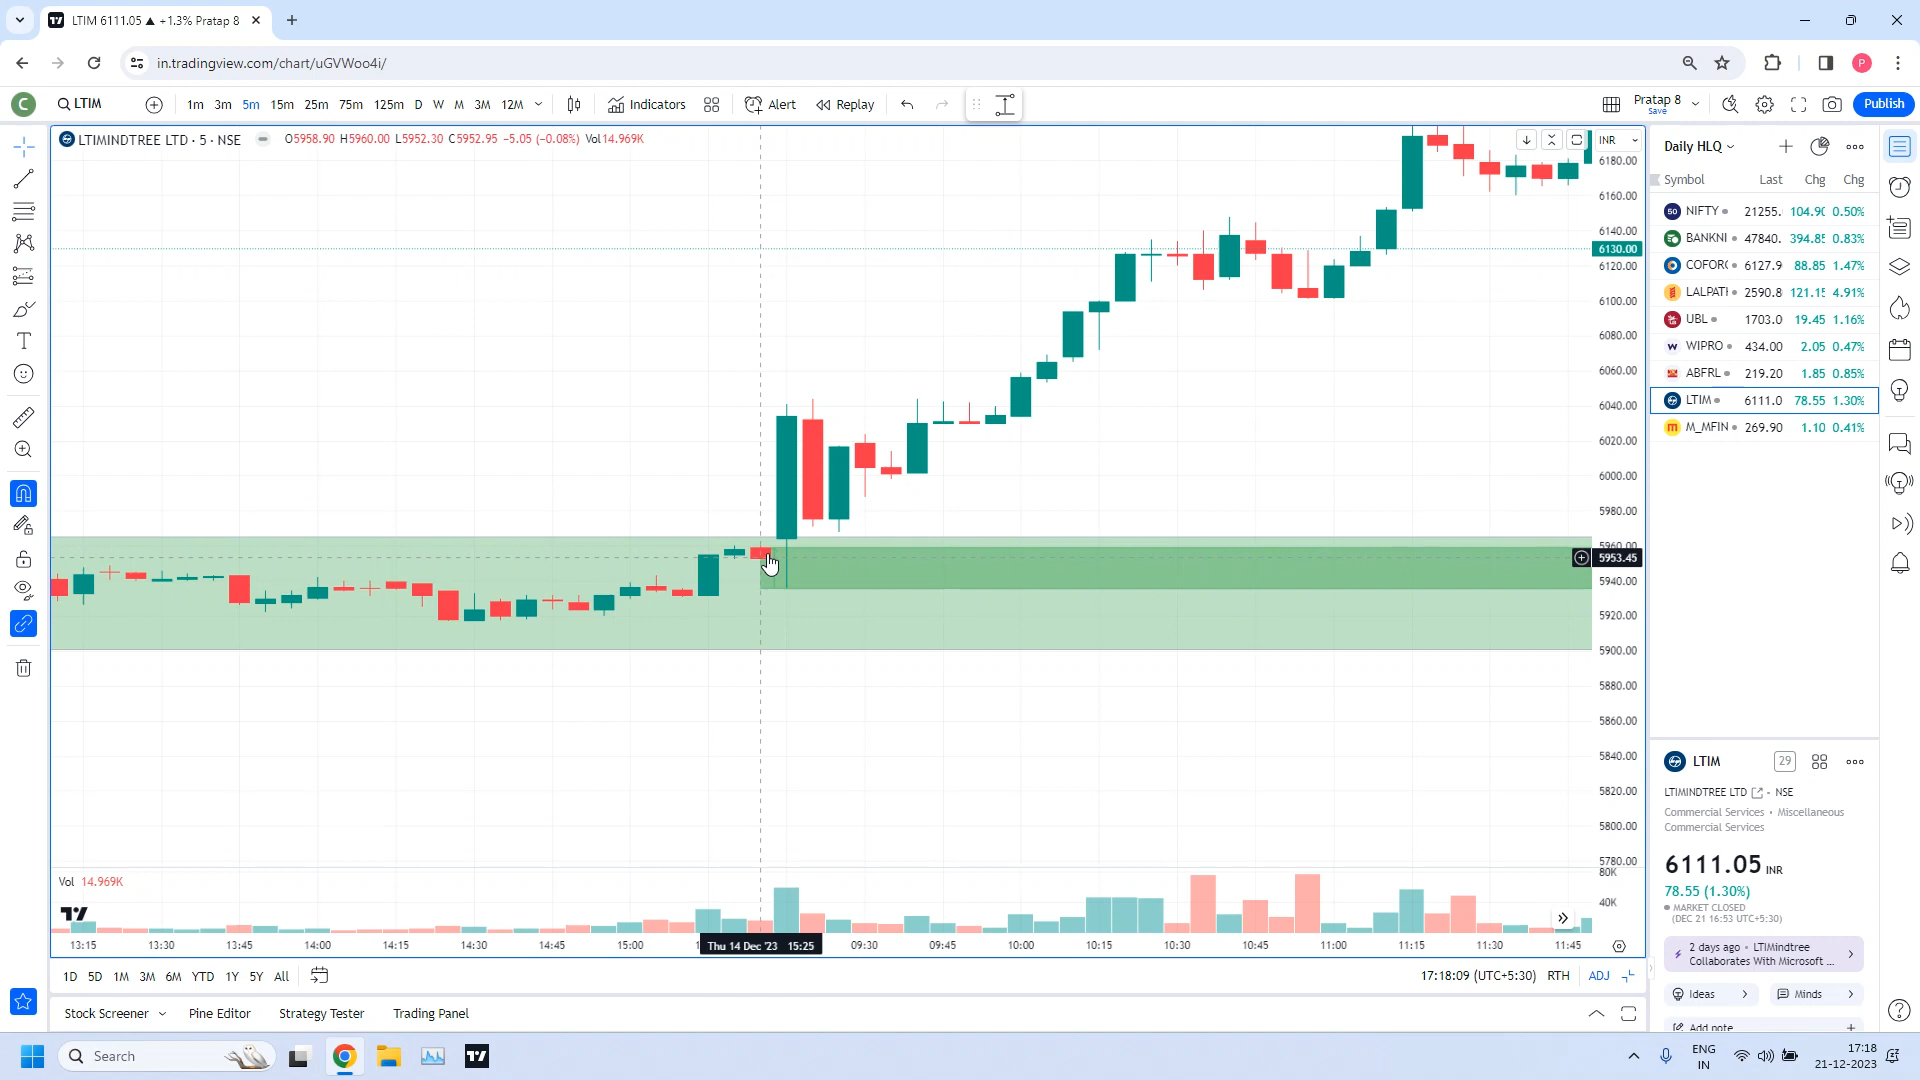 LTIM 6111.05 ▲ +1.3% Pratap 8
in.tradingview.com/chart/uGVWoo4i/
P
C
LTIM
1m 3m 5m 15m 25m 75m 125m D W M 3M 12M
Indicators
Alert
Replay
Pratap 8
Save
Publish
LTIMINDTREE LTD · 5 · NSE
O5958.90 H5960.00 L5952.30 C5952.95 -5.05 (-0.08%) Vol14.969K
INR
6180.00
6160.00
6140.00
6130.00
6120.00
6100.00
6080.00
6060.00
6040.00
6020.00
6000.00
5980.00
5960.00
5953.45
5940.00
5920.00
5900.00
5880.00
5860.00
5840.00
5820.00
5800.00
5780.00
Vol 14.969K
80K
40K
13:15 13:30 13:45 14:00 14:15 14:30 14:45 15:00 Thu 14 Dec '23 15:25 09:30 09:45 10:00 10:15 10:30 10:45 11:00 11:15 11:30 11:45
1D 5D 1M 3M 6M YTD 1Y 5Y All
17:18:09 (UTC+5:30) RTH ADJ
Stock Screener Pine Editor Strategy Tester Trading Panel
Daily HLQ
Symbol Last Chg Chg
50 NIFTY 21255. 104.90 0.50%
BANKNI 47840. 394.85 0.83%
COFOR 6127.9 88.85 1.47%
LALPATI 2590.8 121.15 4.91%
UBL 1703.0 19.45 1.16%
W WIPRO 434.00 2.05 0.47%
ABFRL 219.20 1.85 0.85%
LTIM 6111.0 78.55 1.30%
m M_MFIN 269.90 1.10 0.41%
LTIM
29
LTIMINDTREE LTD - NSE
Commercial Services • Miscellaneous
Commercial Services
6111.05 INR
78.55 (1.30%)
MARKET CLOSED
(DEC 21 16:53 UTC+5:30)
2 days ago • LTIMindtree
Collaborates With Microsoft ...
Ideas
Minds
Add note
Search
ENG
IN
17:18
21-12-2023